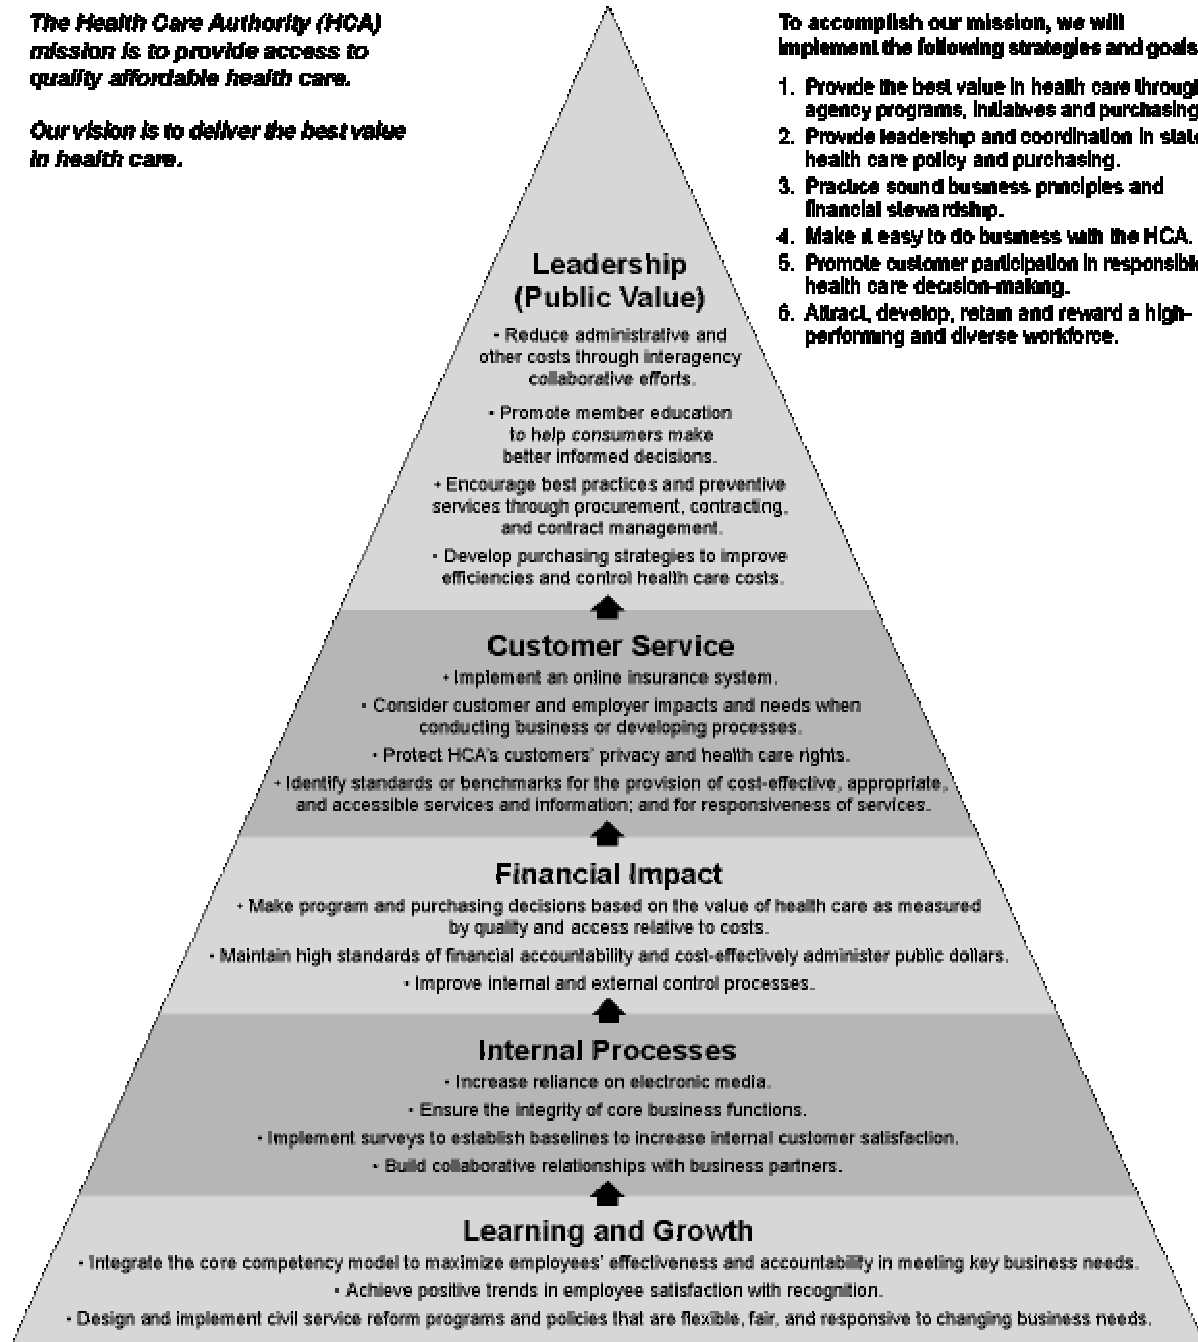 The Health Care Authority (HCA)
mission is to provide access to
quality affordable health care.
Our vision is to deliver the best value
in health care.
To accomplish our mission, we will
implement the following strategies and goals
1. Provide the best value in health care through
agency programs, initiatives and purchasing
2. Provide leadership and coordination in state
health care policy and purchasing.
3. Practice sound business principles and
financial stewardship.
4. Make it easy to do business with the HCA.
5. Promote customer participation in responsible
health care decision-making.
6. Attract, develop, retain and reward a high-
performing and diverse workforce.
Leadership
(Public Value)
• Reduce administrative and
other costs through interagency
collaborative efforts.
• Promote member education
to help consumers make
better informed decisions.
• Encourage best practices and preventive
services through procurement, contracting,
and contract management.
• Develop purchasing strategies to improve
efficiencies and control health care costs.
Customer Service
• Implement an online insurance system.
• Consider customer and employer impacts and needs when
conducting business or developing processes.
• Protect HCA's customers' privacy and health care rights.
• Identify standards or benchmarks for the provision of cost-effective, appropriate,
and accessible services and information; and for responsiveness of services.
Financial Impact
• Make program and purchasing decisions based on the value of health care as measured
by quality and access relative to costs.
• Maintain high standards of financial accountability and cost-effectively administer public dollars.
• Improve internal and external control processes.
Internal Processes
• Increase reliance on electronic media.
• Ensure the integrity of core business functions.
• Implement surveys to establish baselines to increase internal customer satisfaction.
• Build collaborative relationships with business partners.
Learning and Growth
• Integrate the core competency model to maximize employees' effectiveness and accountability in meeting key business needs.
• Achieve positive trends in employee satisfaction with recognition.
• Design and implement civil service reform programs and policies that are flexible, fair, and responsive to changing business needs.